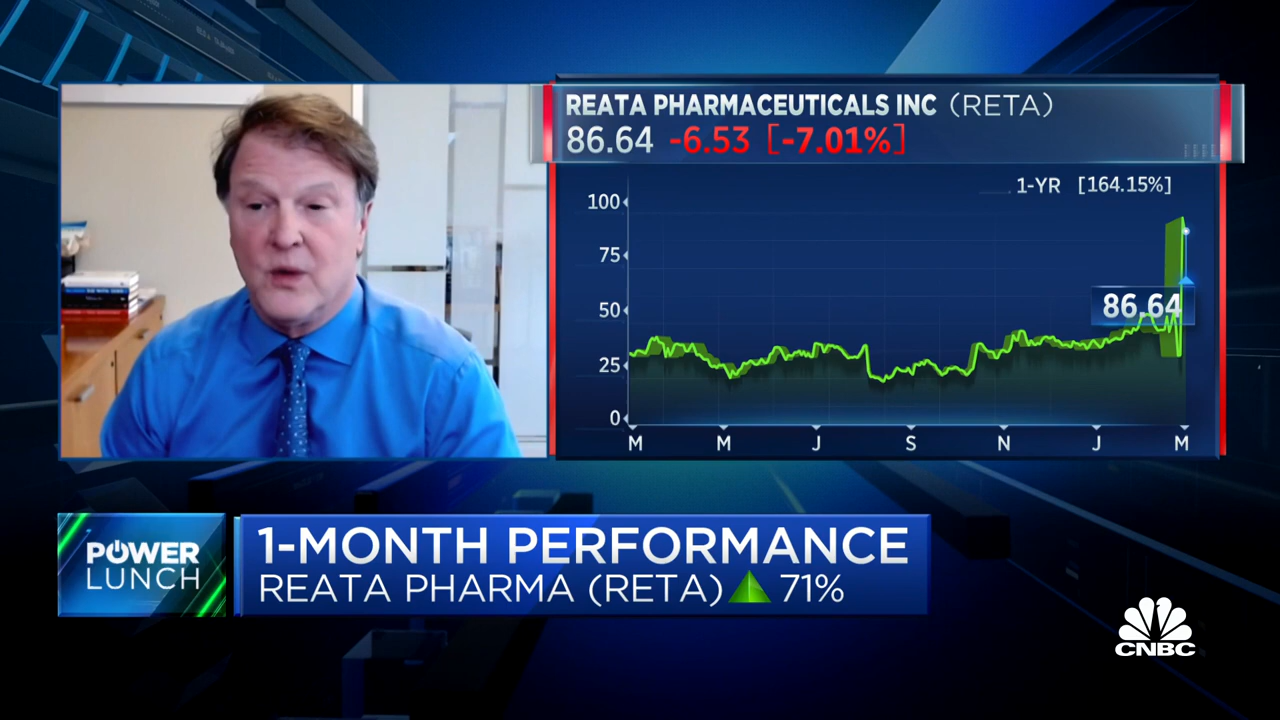 REATA PHARMACEUTICALS INC (RETA)
86.64 -6.53 [-7.01%]
1-YR [164.15%]
100
75
50
25
0
86.64
M M J S N J M
POWER
LUNCH
1-MONTH PERFORMANCE
REATA PHARMA (RETA) ▲ 71%
CNBC